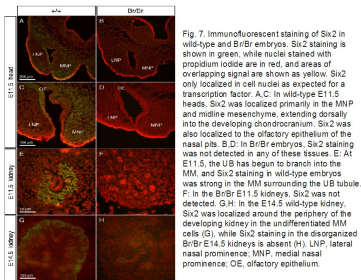 +/+
Br/Br
E11.5 head
A
LNP
MNP
200 μm
B
LNP
MNP
C
OE
LNP
MNP
200 μm
D
OE
LNP
MNP
E11.5 kidney
E
F
E14.5 kidney
G
H
Fig. 7. Immunofluorescent staining of Six2 in
wild-type and Br/Br embryos. Six2 staining is
shown in green, while nuclei stained with
propidium iodide are in red, and areas of
overlapping signal are shown as yellow. Six2
only localized in cell nuclei as expected for a
transcription factor. A,C: In wild-type E11.5
heads, Six2 was localized primarily in the MNP
and midline mesenchyme, extending dorsally
into the developing chondrocranium. Six2 was
also localized to the olfactory epithelium of the
nasal pits. B,D: In Br/Br embryos, Six2 staining
was not detected in any of these tissues. E: At
E11.5, the UB has begun to branch into the
MM, and Six2 staining in wild-type embryos
was strong in the MM surrounding the UB tubule.
F: In the Br/Br E11.5 kidneys, Six2 was not
detected. G,H: In the E14.5 wild-type kidney,
Six2 was localized around the periphery of the
developing kidney in the undifferentiated MM
cells (G), while Six2 staining in the disorganized
Br/Br E14.5 kidneys is absent (H). LNP, lateral
nasal prominence; MNP, medial nasal
prominence; OE, olfactory epithelium.